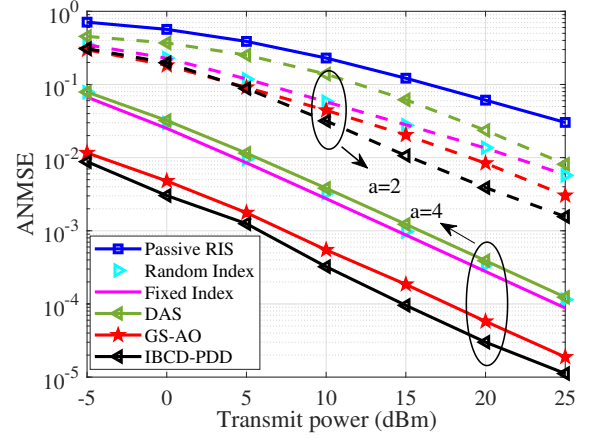 10^0
10^-1
10^-2
10^-3
10^-4
10^-5
ANMSE
a=2
a=4
Passive RIS
Random Index
Fixed Index
DAS
GS-AO
IBCD-PDD
-5 0 5 10 15 20 25
Transmit power (dBm)